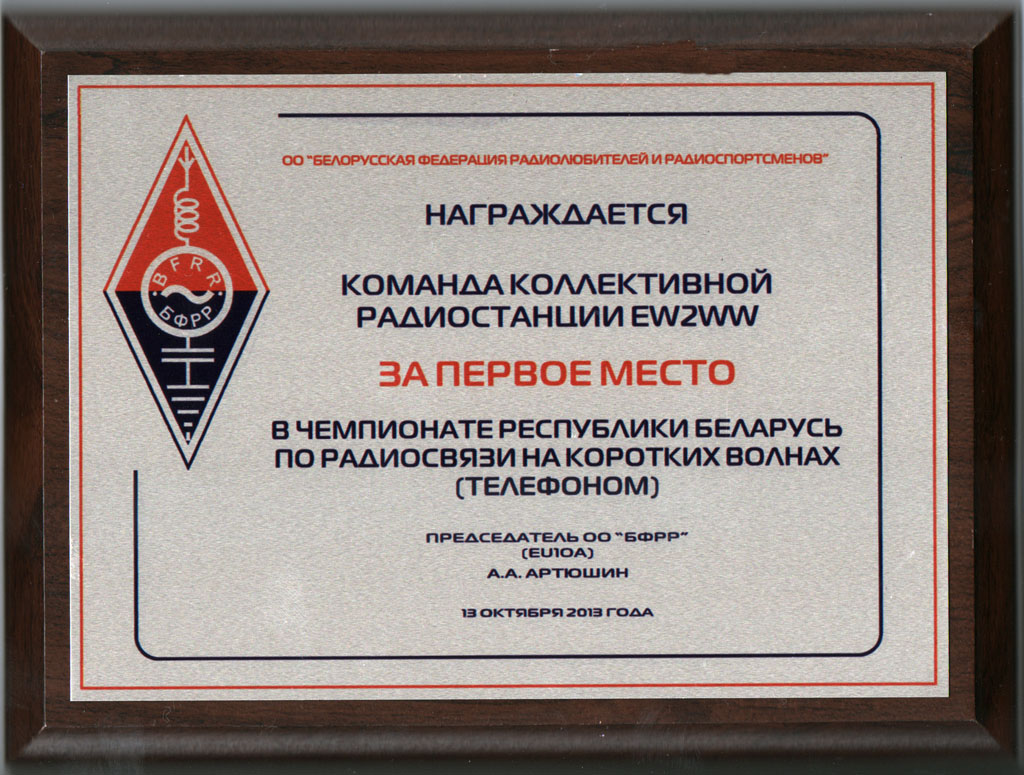 ОО "БЕЛОРУССКАЯ ФЕДЕРАЦИЯ РАДИОЛЮБИТЕЛЕЙ И РАДИОСПОРТСМЕНОВ"
НАГРАЖДАЕТСЯ
BFRR
БФРР
КОМАНДА КОЛЛЕКТИВНОЙ
РАДИОСТАНЦИИ EW2WW
ЗА ПЕРВОЕ МЕСТО
В ЧЕМПИОНАТЕ РЕСПУБЛИКИ БЕЛАРУСЬ
ПО РАДИОСВЯЗИ НА КОРОТКИХ ВОЛНАХ
(ТЕЛЕФОНОМ)
ПРЕДСЕДАТЕЛЬ ОО "БФРР"
(EU1OA)
А.А. АРТЮШИН
13 ОКТЯБРЯ 2013 ГОДА